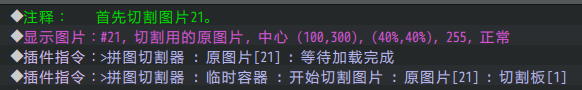 ◆注释：　首先切割图片21。
◆显示图片：#21, 切割用的原图片, 中心 (100,300), (40%,40%), 255, 正常
◆插件指令：>拼图切割器 : 原图片[21] : 等待加载完成
◆插件指令：>拼图切割器 : 临时容器 : 开始切割图片 : 原图片[21] : 切割板[1]